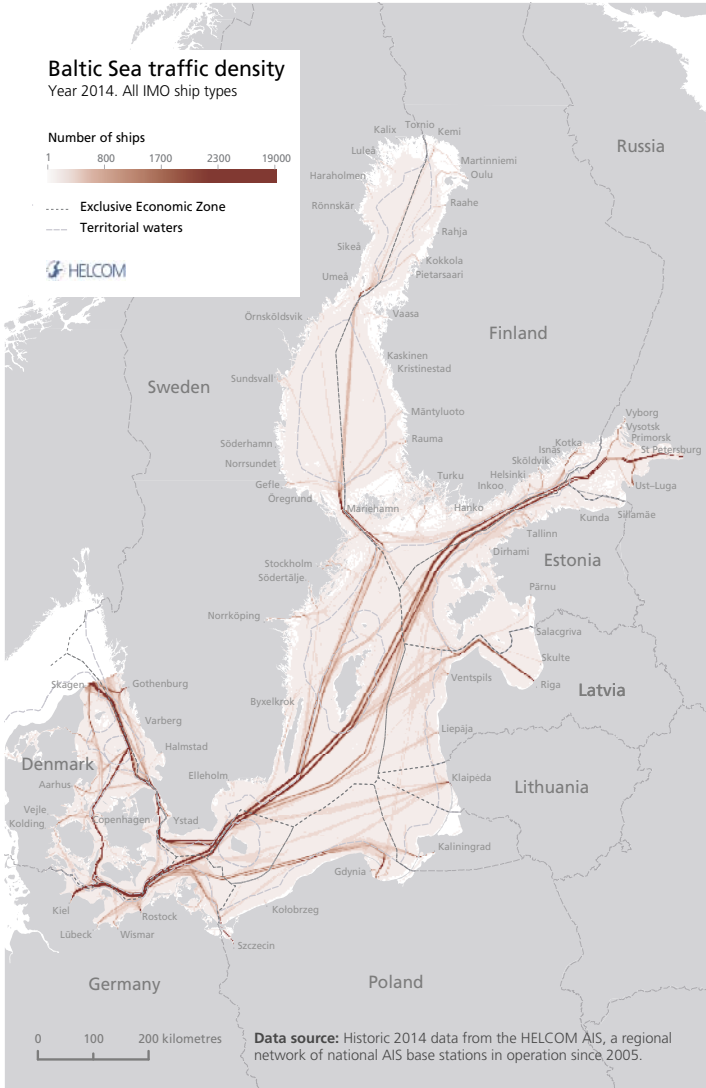 Baltic Sea traffic density
Year 2014. All IMO ship types
Number of ships
1 800 1700 2300 19000
Exclusive Economic Zone
Territorial waters
HELCOM
Tornio
Kalix
Kemi
Luleå
Russia
Martinniemi
Haraholmen
Oulu
Rönnskär
Raahe
Rahja
Sikeå
Kokkola
Umeå
Pietarsaari
Örnsköldsvik
Vaasa
Finland
Kaskinen
Kristinestad
Sweden
Sundsvall
Mäntyluoto
Vyborg
Vysotsk
Söderhamn
Rauma
Kotka
Primorsk
Isnäs
St Petersburg
Norrsundet
Sköldvik
Turku
Helsinki
Gefle
Inkoo
Ust-Luga
Öregrund
Mariehamn
Hanko
Kunda
Sillamäe
Tallinn
Dirhami
Estonia
Stockholm
Södertälje
Pärnu
Norrköping
Salacgriva
Skulte
Skagen
Gothenburg
Ventspils
Riga
Latvia
Byxelkrok
Varberg
Liepāja
Halmstad
Denmark
Elleholm
Klaipeda
Lithuania
Aarhus
Vejle
Copenhagen
Ystad
Kolding
Kaliningrad
Gdynia
Kiel
Rostock
Kołobrzeg
Lübeck
Wismar
Szczecin
Germany
Poland
0 100 200 kilometres
Data source: Historic 2014 data from the HELCOM AIS, a regional
network of national AIS base stations in operation since 2005.